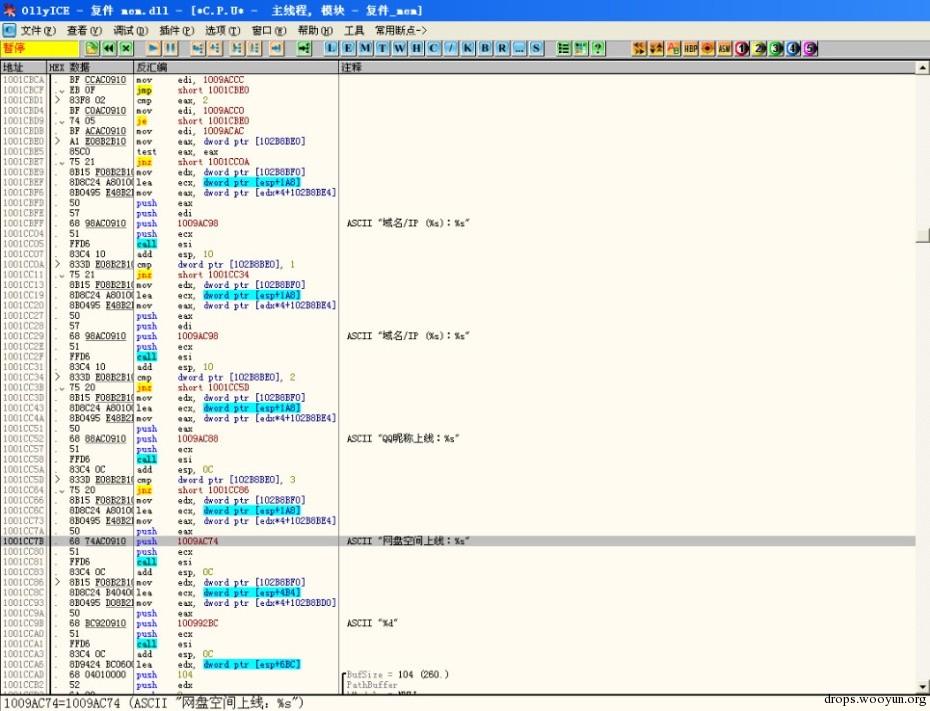 OllyICE - 复件 mem.dll - [*C.P.U* - 主线程, 模块 - 复件_mem]
文件(F) 查看(V) 调试(D) 插件(P) 选项(T) 窗口(W) 帮助(H) 工具 常用断点->
暂停 L E M T W H C / K B R ... S
地址 HEX 数据 反汇编 注释
1001CBCA . BF CCAC0910 mov edi, 1009ACCC
1001CBCF . EB 0F jmp short 1001CBE0
1001CBD1 > 83F8 02 cmp eax, 2
1001CBD4 . BF C0AC0910 mov edi, 1009ACC0
1001CBD9 . 74 05 je short 1001CBE0
1001CBDB . BF ACAC0910 mov edi, 1009ACAC
1001CBE0 > A1 E08B2B10 mov eax, dword ptr [102B8BE0]
1001CBE5 . 85C0 test eax, eax
1001CBE7 . 75 21 jnz short 1001CC0A
1001CBE9 . 8B15 F08B2B10 mov edx, dword ptr [102B8BF0]
1001CBEF . 8D8C24 A80100 lea ecx, dword ptr [esp+1A8]
1001CBF6 . 8B0495 E48B2 mov eax, dword ptr [edx*4+102B8BE4]
1001CBFD . 50 push eax
1001CBFE . 57 push edi
1001CBFF . 68 98AC0910 push 1009AC98 ASCII "域名/IP (%s)：%s"
1001CC04 . 51 push ecx
1001CC05 . FFD6 call esi
1001CC07 . 83C4 10 add esp, 10
1001CC0A > 833D E08B2B10 cmp dword ptr [102B8BE0], 1
1001CC11 . 75 21 jnz short 1001CC34
1001CC13 . 8B15 F08B2B10 mov edx, dword ptr [102B8BF0]
1001CC19 . 8D8C24 A80100 lea ecx, dword ptr [esp+1A8]
1001CC20 . 8B0495 E48B2 mov eax, dword ptr [edx*4+102B8BE4]
1001CC27 . 50 push eax
1001CC28 . 57 push edi
1001CC29 . 68 98AC0910 push 1009AC98 ASCII "域名/IP (%s)：%s"
1001CC2E . 51 push ecx
1001CC2F . FFD6 call esi
1001CC31 . 83C4 10 add esp, 10
1001CC34 > 833D E08B2B10 cmp dword ptr [102B8BE0], 2
1001CC3B . 75 20 jnz short 1001CC5D
1001CC3D . 8B15 F08B2B10 mov edx, dword ptr [102B8BF0]
1001CC43 . 8D8C24 A80100 lea ecx, dword ptr [esp+1A8]
1001CC4A . 8B0495 E48B2 mov eax, dword ptr [edx*4+102B8BE4]
1001CC51 . 50 push eax
1001CC52 . 68 88AC0910 push 1009AC88 ASCII "QQ昵称上线：%s"
1001CC57 . 51 push ecx
1001CC58 . FFD6 call esi
1001CC5A . 83C4 0C add esp, 0C
1001CC5D > 833D E08B2B10 cmp dword ptr [102B8BE0], 3
1001CC64 . 75 20 jnz short 1001CC86
1001CC66 . 8B15 F08B2B10 mov edx, dword ptr [102B8BF0]
1001CC6C . 8D8C24 A80100 lea ecx, dword ptr [esp+1A8]
1001CC73 . 8B0495 E48B2 mov eax, dword ptr [edx*4+102B8BE4]
1001CC7A . 50 push eax
1001CC7B . 68 74AC0910 push 1009AC74 ASCII "网盘空间上线：%s"
1001CC80 . 51 push ecx
1001CC81 . FFD6 call esi
1001CC83 . 83C4 0C add esp, 0C
1001CC86 > 8B15 F08B2B10 mov edx, dword ptr [102B8BF0]
1001CC8C . 8D8C24 B40400 lea ecx, dword ptr [esp+4B4]
1001CC93 . 8B0495 D08B2 mov eax, dword ptr [edx*4+102B8BD0]
1001CC9A . 50 push eax
1001CC9B . 68 BC920910 push 100992BC ASCII "%d"
1001CCA0 . 51 push ecx
1001CCA1 . FFD6 call esi
1001CCA3 . 83C4 0C add esp, 0C
1001CCA6 . 8D9424 BC0600 lea edx, dword ptr [esp+6BC]
1001CCAD . 68 04010000 push 104 BufSize = 104 (260.)
1001CCB2 . 52 push edx PathBuffer
1009AC74=1009AC74 (ASCII "网盘空间上线：%s")
drops.wooyun.org